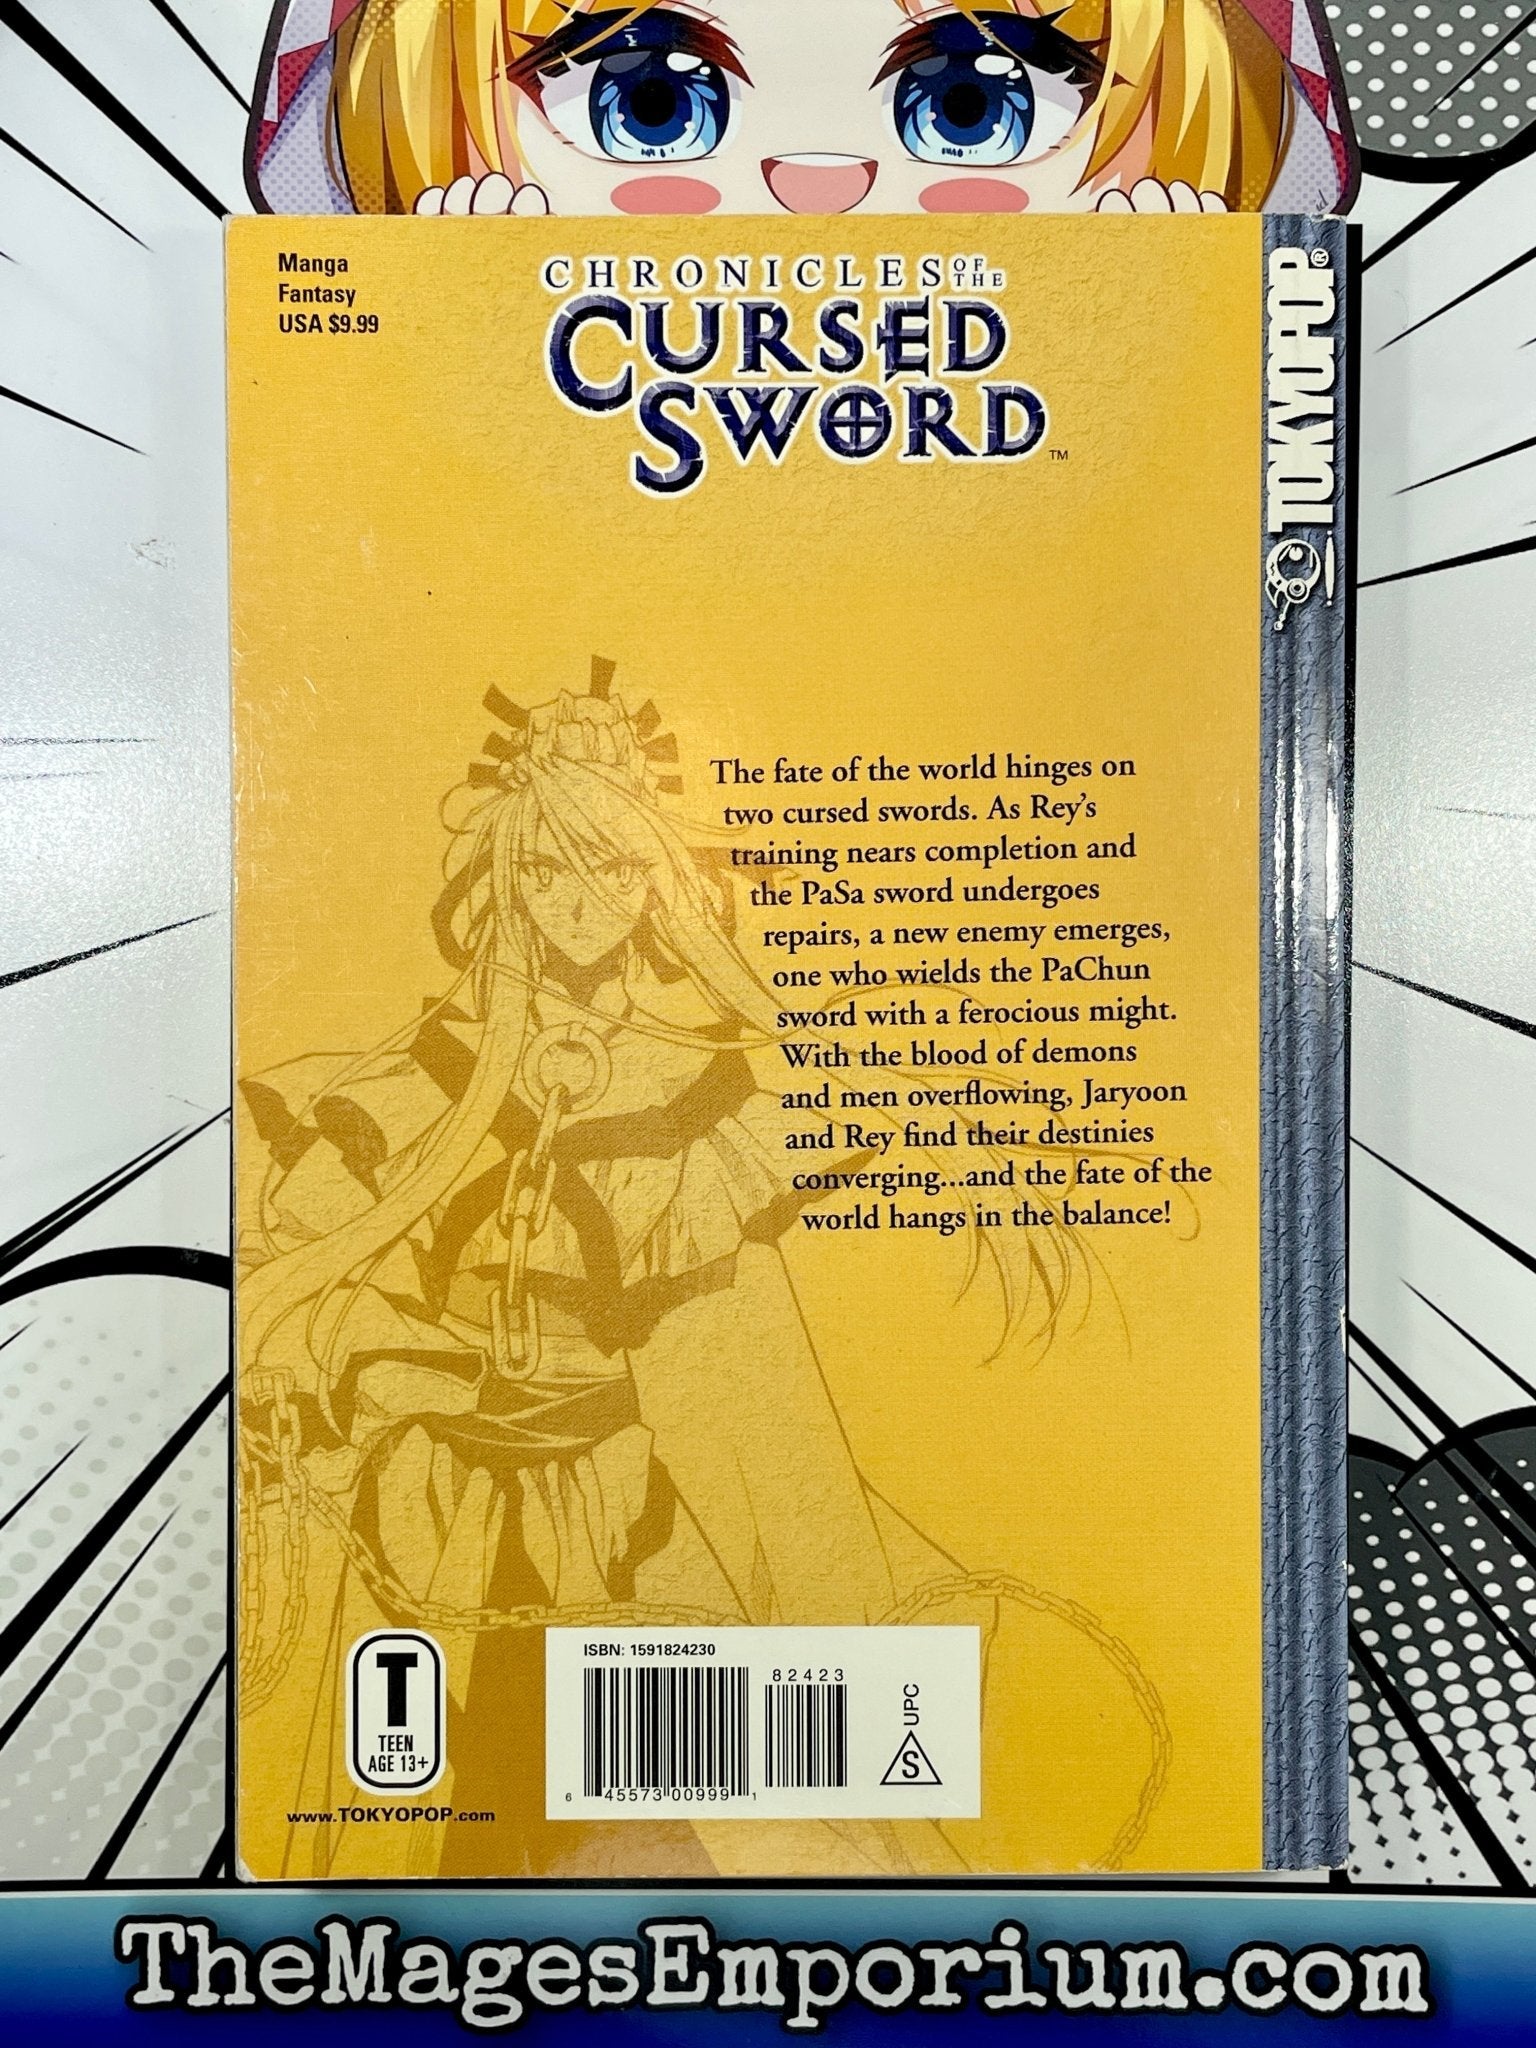 Manga
Fantasy
USA $9.99
CHRONICLES OF THE
CURSED
SWORD
TM
TOKYOPOP®
The fate of the world hinges on
two cursed swords. As Rey's
training nears completion and
the PaSa sword undergoes
repairs, a new enemy emerges,
one who wields the PaChun
sword with a ferocious might.
With the blood of demons
and men overflowing, Jaryoon
and Rey find their destinies
converging...and the fate of the
world hangs in the balance!
T
TEEN
AGE 13+
www.TOKYOPOP.com
ISBN: 1591824230
82423
6 45573 00999 1
UPC
S
TheMagesEmporium.com